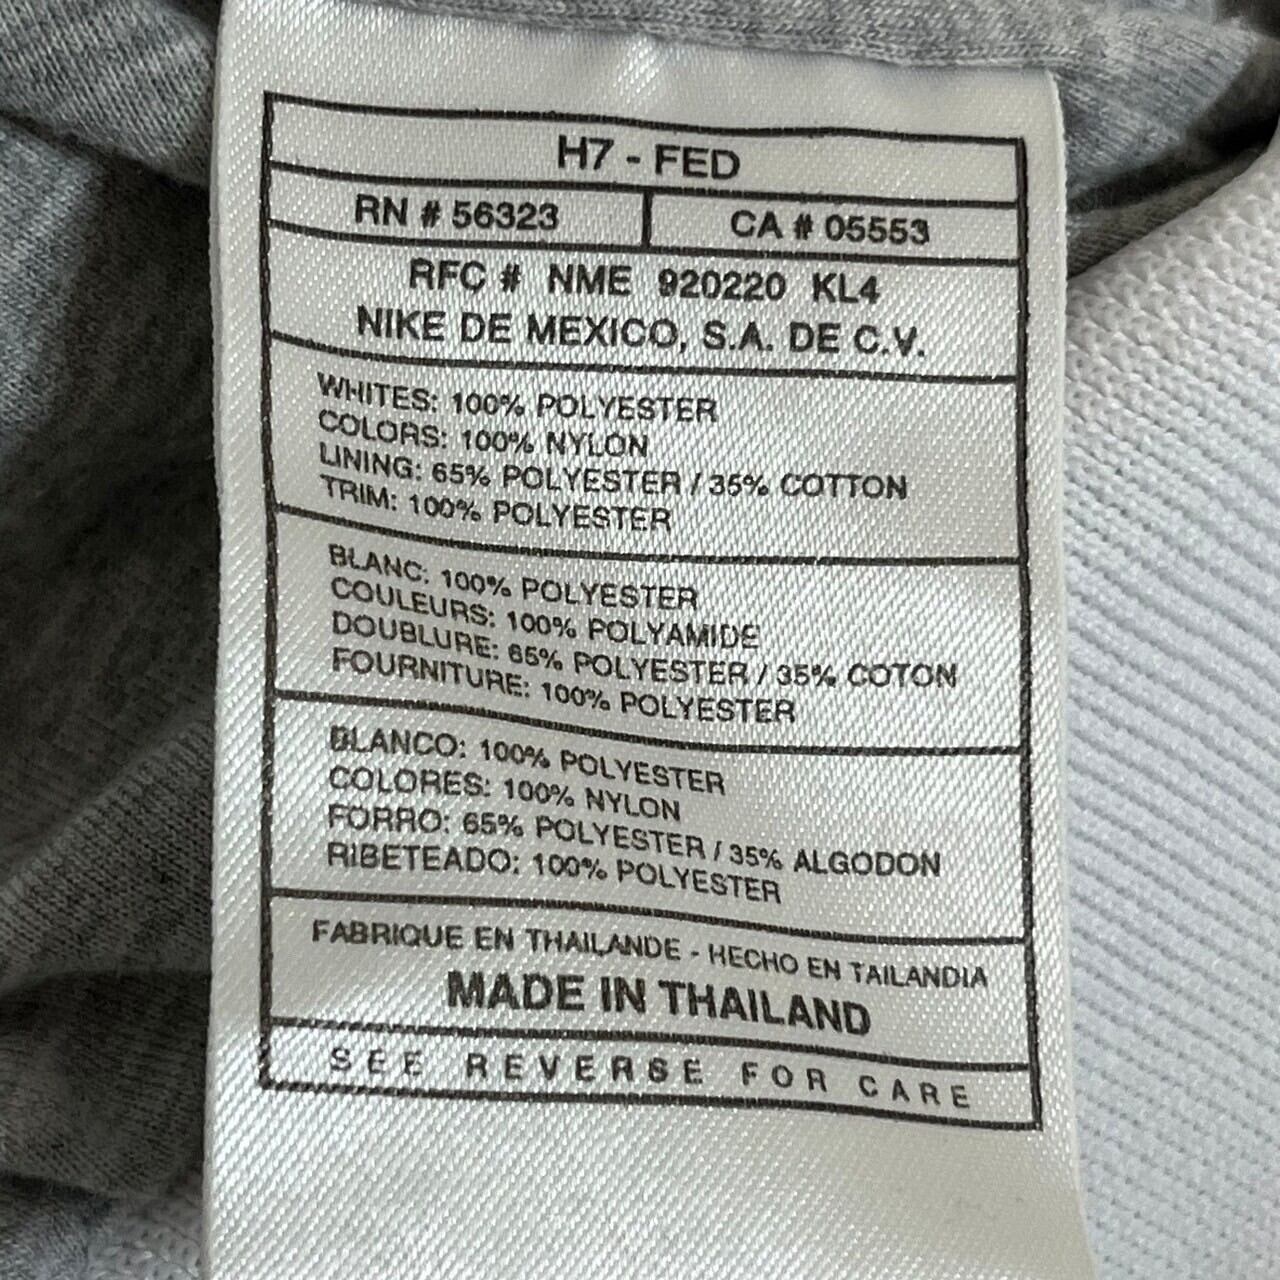 H7 - FED
RN # 56323
CA # 05553
RFC # NME 920220 KL4
NIKE DE MEXICO, S.A. DE C.V.
WHITES: 100% POLYESTER
COLORS: 100% NYLON
LINING: 65% POLYESTER / 35% COTTON
TRIM: 100% POLYESTER
BLANC: 100% POLYESTER
COULEURS: 100% POLYAMIDE
DOUBLURE: 65% POLYESTER / 35% COTON
FOURNITURE: 100% POLYESTER
BLANCO: 100% POLYESTER
COLORES: 100% NYLON
FORRO: 65% POLYESTER / 35% ALGODON
RIBETEADO: 100% POLYESTER
FABRIQUE EN THAILANDE - HECHO EN TAILANDIA
MADE IN THAILAND
SEE REVERSE FOR CARE